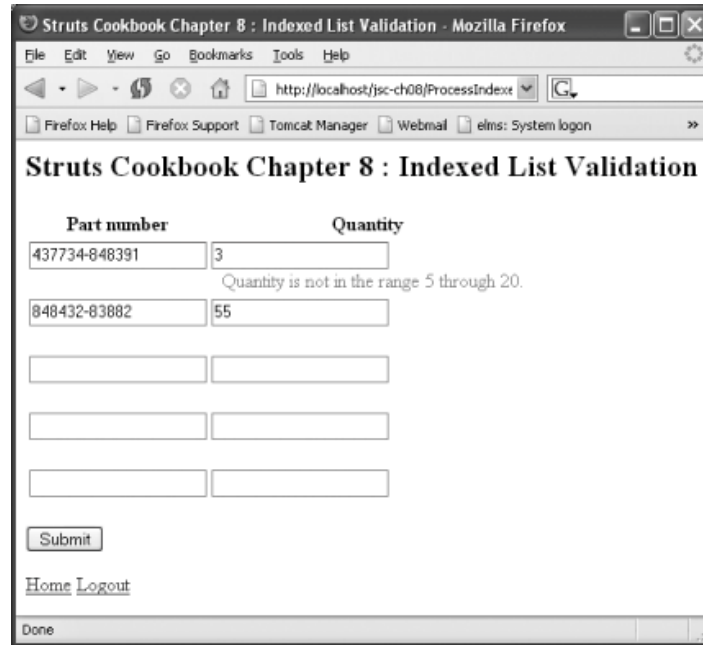 Struts Cookbook Chapter 8 : Indexed List Validation - Mozilla Firefox
File Edit View Go Bookmarks Tools Help
http://localhost/jsc-ch08/ProcessIndexe G
Firefox Help Firefox Support Tomcat Manager Webmail elms: System logon »
Struts Cookbook Chapter 8 : Indexed List Validation
Part number Quantity
437734-848391 3
Quantity is not in the range 5 through 20.
848432-83882 55
Submit
Home Logout
Done